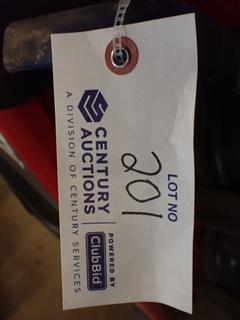 CENTURY
AUCTIONS
A DIVISION OF CENTURY SERVICES
POWERED BY
ClubBid
LOT NO
201